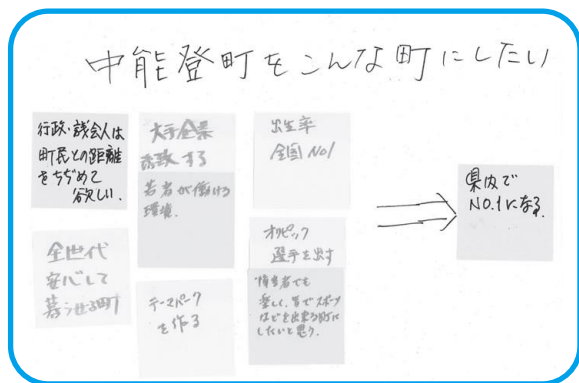 中能登町をこんな町にしたい
行政・議会人は
町民との距離
をちぢめて
欲しい.
大手企業
誘致する
若者が働ける
環境.
出生率
全国NO1
全世代
安心して
暮らせる町
テーマパーク
を作る
オリンピック
選手を出す
障害者でも
楽しく、皆でスポーツ
などを出来る町に
したいと思う.
県内で
NO.1になる.